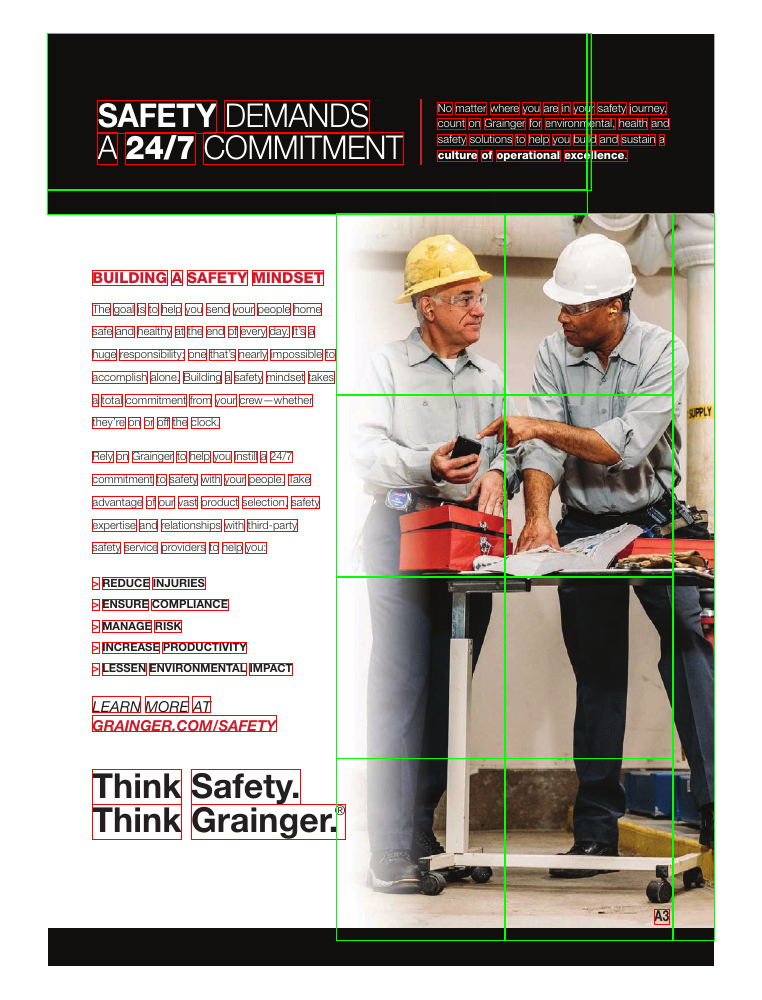 SAFETY DEMANDS
A 24/7 COMMITMENT
No matter where you are in your safety journey,
count on Grainger for environmental, health and
safety solutions to help you build and sustain a
culture of operational excellence.
BUILDING A SAFETY MINDSET
The goal is to help you send your people home
safe and healthy at the end of every day. It's a
huge responsibility; one that's nearly impossible to
accomplish alone. Building a safety mindset takes
a total commitment from your crew—whether
they're on or off the clock.
Rely on Grainger to help you instill a 24/7
commitment to safety with your people. Take
advantage of our vast product selection, safety
expertise and relationships with third-party
safety service providers to help you:
> REDUCE INJURIES
> ENSURE COMPLIANCE
> MANAGE RISK
> INCREASE PRODUCTIVITY
> LESSEN ENVIRONMENTAL IMPACT
LEARN MORE AT
GRAINGER.COM/SAFETY
Think Safety.
Think Grainger.®
SUPPLY
A3